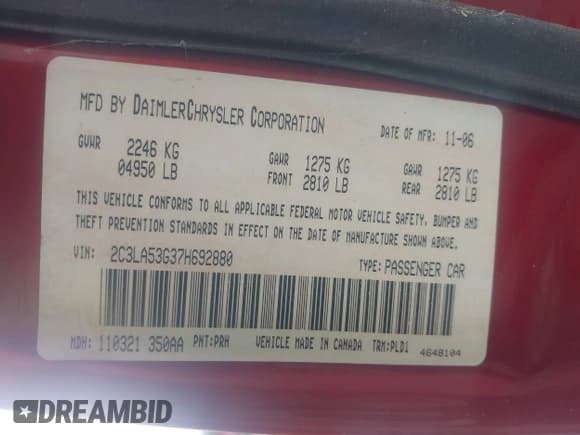 MFD BY DAIMLERCHRYSLER CORPORATION DATE OF MFR: 11-06
GVWR 2246 KG GAWR 1275 KG GAWR 1275 KG
04950 LB FRONT 2810 LB REAR 2810 LB
THIS VEHICLE CONFORMS TO ALL APPLICABLE FEDERAL MOTOR VEHICLE SAFETY, BUMPER AND
THEFT PREVENTION STANDARDS IN EFFECT ON THE DATE OF MANUFACTURE SHOWN ABOVE.
VIN: 2C3LA53G37H692880 TYPE: PASSENGER CAR
MDH: 110321 350AA PNT: PRH VEHICLE MADE IN CANADA TRM: PLD1 4648104
DREAMBID